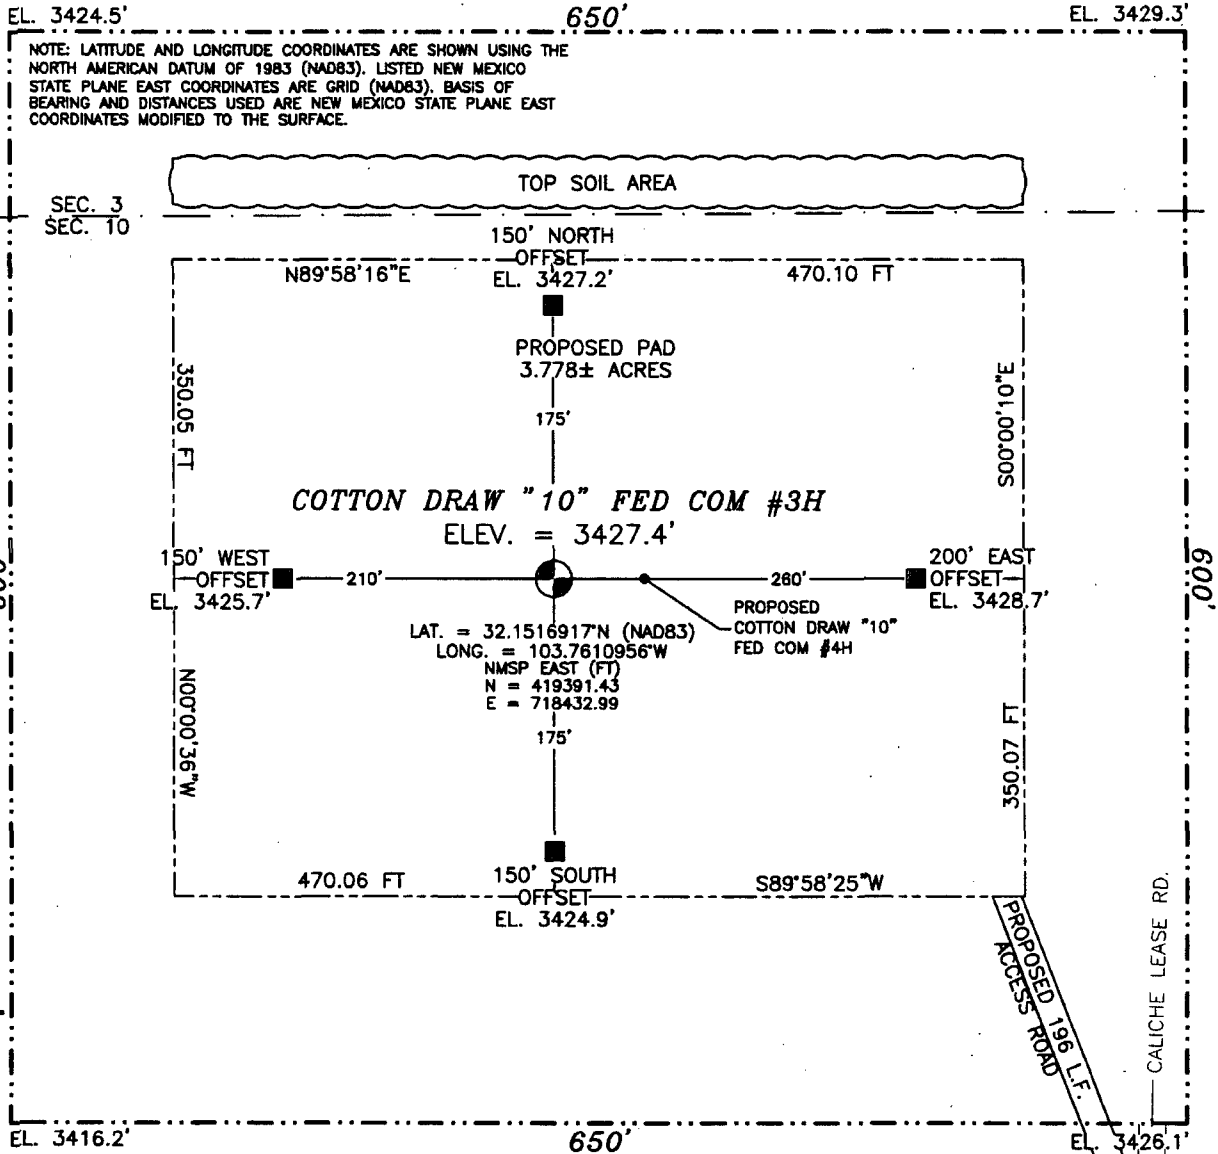 EL. 3424.5'
650'
EL. 3429.3'
NOTE: LATITUDE AND LONGITUDE COORDINATES ARE SHOWN USING THE
NORTH AMERICAN DATUM OF 1983 (NAD83). LISTED NEW MEXICO
STATE PLANE EAST COORDINATES ARE GRID (NAD83). BASIS OF
BEARING AND DISTANCES USED ARE NEW MEXICO STATE PLANE EAST
COORDINATES MODIFIED TO THE SURFACE.
TOP SOIL AREA
SEC. 3
SEC. 10
150' NORTH
OFFSET
EL. 3427.2'
N89°58'16"E
470.10 FT
PROPOSED PAD
3.778± ACRES
350.05 FT
S00°00'10"E
175'
COTTON DRAW "10" FED COM #3H
ELEV. = 3427.4'
150' WEST
OFFSET
EL. 3425.7'
210'
260'
200' EAST
OFFSET
EL. 3428.7'
600'
PROPOSED
COTTON DRAW "10"
FED COM #4H
LAT. = 32.1516917°N (NAD83)
LONG. = 103.7610956°W
NMSP EAST (FT)
N = 419391.43
E = 718432.99
N00°00'36"W
175'
350.07 FT
470.06 FT
150' SOUTH
OFFSET
EL. 3424.9'
S89°58'25"W
PROPOSED 196 L.F.
ACCESS ROAD
CALICHE LEASE RD.
EL. 3416.2'
650'
EL. 3426.1'